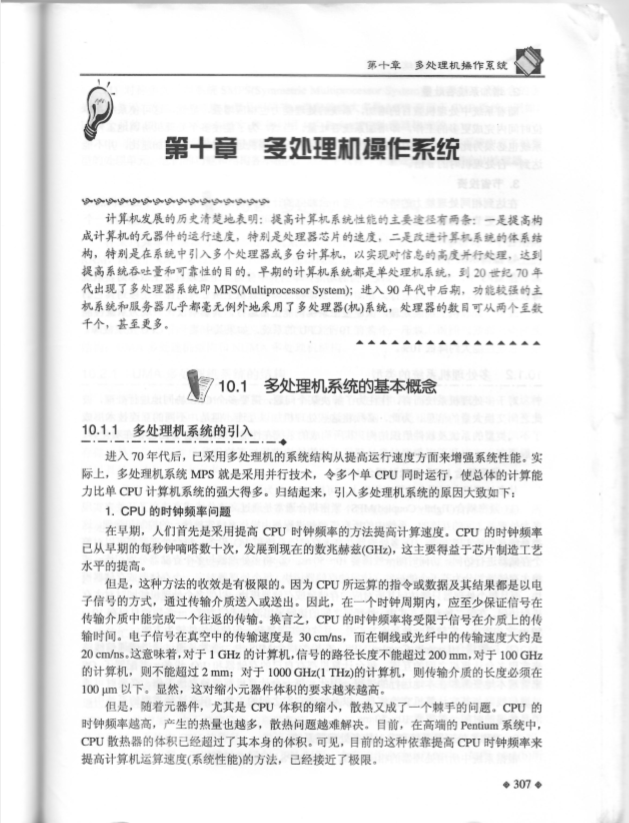 第十章 多处理机操作系统
第十章 多处理机操作系统
计算机发展的历史清楚地表明：提高计算机系统性能的主要途径有两条：一是提高构
成计算机的元器件的运行速度，特别是处理器芯片的速度，二是改进计算机系统的体系结
构，特别是在系统中引入多个处理器或多台计算机，以实现对信息的高度并行处理，达到
提高系统吞吐量和可靠性的目的。早期的计算机系统都是单处理机系统，到 20 世纪 70 年
代出现了多处理器系统即 MPS(Multiprocessor System)；进入 90 年代中后期，功能较强的主
机系统和服务器几乎都毫无例外地采用了多处理器(机)系统，处理器的数目可从两个至数
千个，甚至更多。
10.1 多处理机系统的基本概念
10.1.1 多处理机系统的引入
进入 70 年代后，已采用多处理机的系统结构从提高运行速度方面来增强系统性能。实
际上，多处理机系统 MPS 就是采用并行技术，令多个单 CPU 同时运行，使总体的计算能
力比单 CPU 计算机系统的强大得多。归结起来，引入多处理机系统的原因大致如下：
1. CPU 的时钟频率问题
在早期，人们首先是采用提高 CPU 时钟频率的方法提高计算速度。CPU 的时钟频率
已从早期的每秒钟嘀嗒数十次，发展到现在的数兆赫兹(GHz)，这主要得益于芯片制造工艺
水平的提高。
但是，这种方法的收效是有极限的。因为 CPU 所运算的指令或数据及其结果都是以电
子信号的方式，通过传输介质送入或送出。因此，在一个时钟周期内，应至少保证信号在
传输介质中能完成一个往返的传输。换言之，CPU 的时钟频率将受限于信号在介质上的传
输时间。电子信号在真空中的传输速度是 30 cm/ns，而在铜线或光纤中的传输速度大约是
20 cm/ns。这意味着，对于 1 GHz 的计算机，信号的路径长度不能超过 200 mm，对于 100 GHz
的计算机，则不能超过 2 mm；对于 1000 GHz(1 THz)的计算机，则传输介质的长度必须在
100 μm 以下。显然，这对缩小元器件体积的要求越来越高。
但是，随着元器件，尤其是 CPU 体积的缩小，散热又成了一个棘手的问题。CPU 的
时钟频率越高，产生的热量也越多，散热问题越难解决。目前，在高端的 Pentium 系统中，
CPU 散热器的体积已经超过了其本身的体积。可见，目前的这种依靠提高 CPU 时钟频率来
提高计算机运算速度(系统性能)的方法，已经接近了极限。
◆ 307 ◆